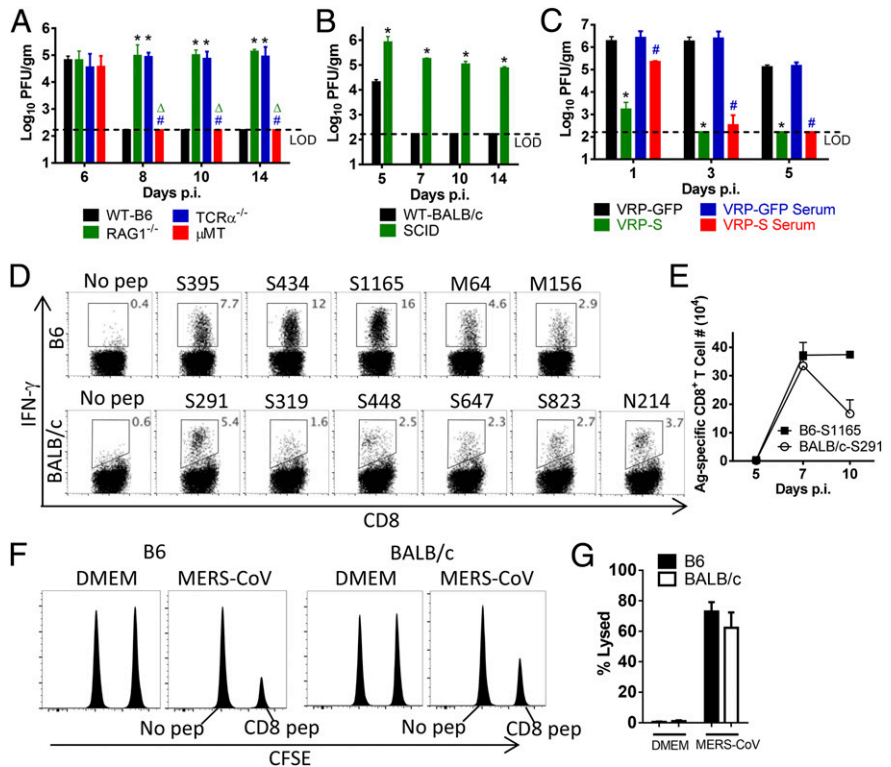 A
Log10 PFU/gm
6
5
4
3
2
1
* * * * * *
Δ Δ Δ
# # #
LOD
6 8 10 14
Days p.i.
WT-B6 TCRα-/-
RAG1-/- μMT
B
Log10 PFU/gm
6
5
4
3
2
1
* * * *
LOD
5 7 10 14
Days p.i.
WT-BALB/c
SCID
C
Log10 PFU/gm
7
6
5
4
3
2
1
* # * # * #
LOD
1 3 5
Days p.i.
VRP-GFP VRP-GFP Serum
VRP-S VRP-S Serum
D
No pep S395 S434 S1165 M64 M156
B6
0.4 7.7 12 16 4.6 2.9
IFN-γ
No pep S291 S319 S448 S647 S823 N214
BALB/c
0.6 5.4 1.6 2.5 2.3 2.7 3.7
CD8
E
Ag-specific CD8+ T Cell # (10^4)
50
40
30
20
10
0
B6-S1165
BALB/c-S291
5 7 10
Days p.i.
F
B6 BALB/c
DMEM MERS-CoV DMEM MERS-CoV
No pep CD8 pep No pep CD8 pep
CFSE
G
B6
BALB/c
% Lysed
100
80
60
40
20
0
DMEM MERS-CoV